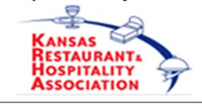 KANSAS
RESTAURANT&
HOSPITALITY
ASSOCIATION